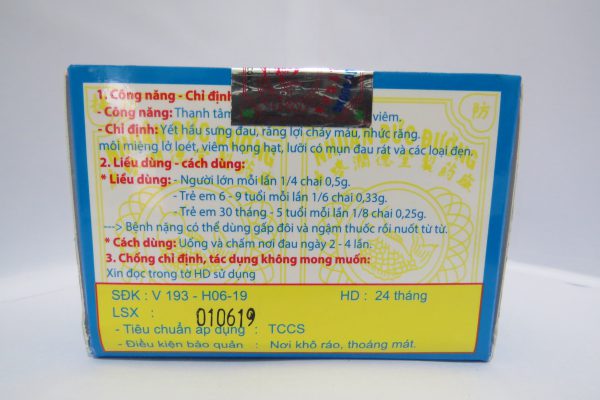 1. Công năng - Chỉ định
- Công năng: Thanh tâm viêm.
- Chỉ định: Yết hấu sưng đau, răng lợi chảy máu, nhức răng,
môi miệng lở loét, viêm họng hạt, lưỡi có mụn đau rát và các loại đen.
2. Liều dùng - cách dùng:
* Liều dùng: - Người lớn mỗi lần 1/4 chai 0,5g.
- Trẻ em 6 - 9 tuổi mỗi lần 1/6 chai 0,33g.
- Trẻ em 30 tháng - 5 tuổi mỗi lần 1/8 chai 0,25g.
---> Bệnh nặng có thể dùng gấp đôi và ngậm thuốc rồi nuốt từ từ.
* Cách dùng: Uống và chấm nơi đau ngày 2 - 4 lần.
3. Chống chỉ định, tác dụng không mong muốn:
Xin đọc trong tờ HD sử dụng
SĐK : V 193 - H06-19 HD : 24 tháng
LSX : 010619
- Tiêu chuẩn áp dụng : TCCS
- Điều kiện bảo quản : Nơi khô ráo, thoáng mát.
防